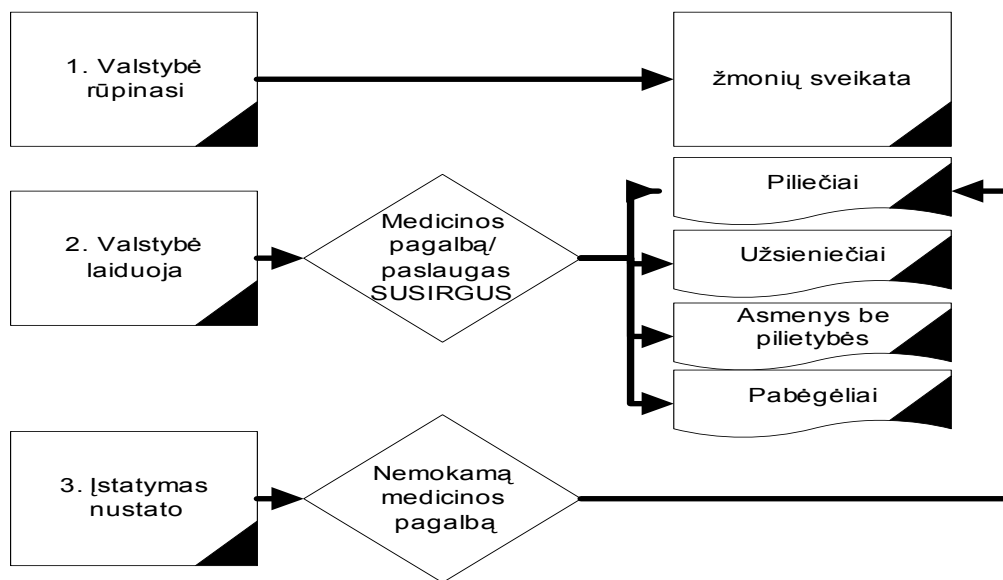 1. Valstybė
rūpinasi
žmonių sveikata
2. Valstybė
laiduoja
Medicinos
pagalbą/
paslaugas
SUSIRGUS
Piliečiai
Užsieniečiai
Asmenys be
pilietybės
Pabėgėliai
3. Įstatymas
nustato
Nemokamą
medicinos
pagalbą